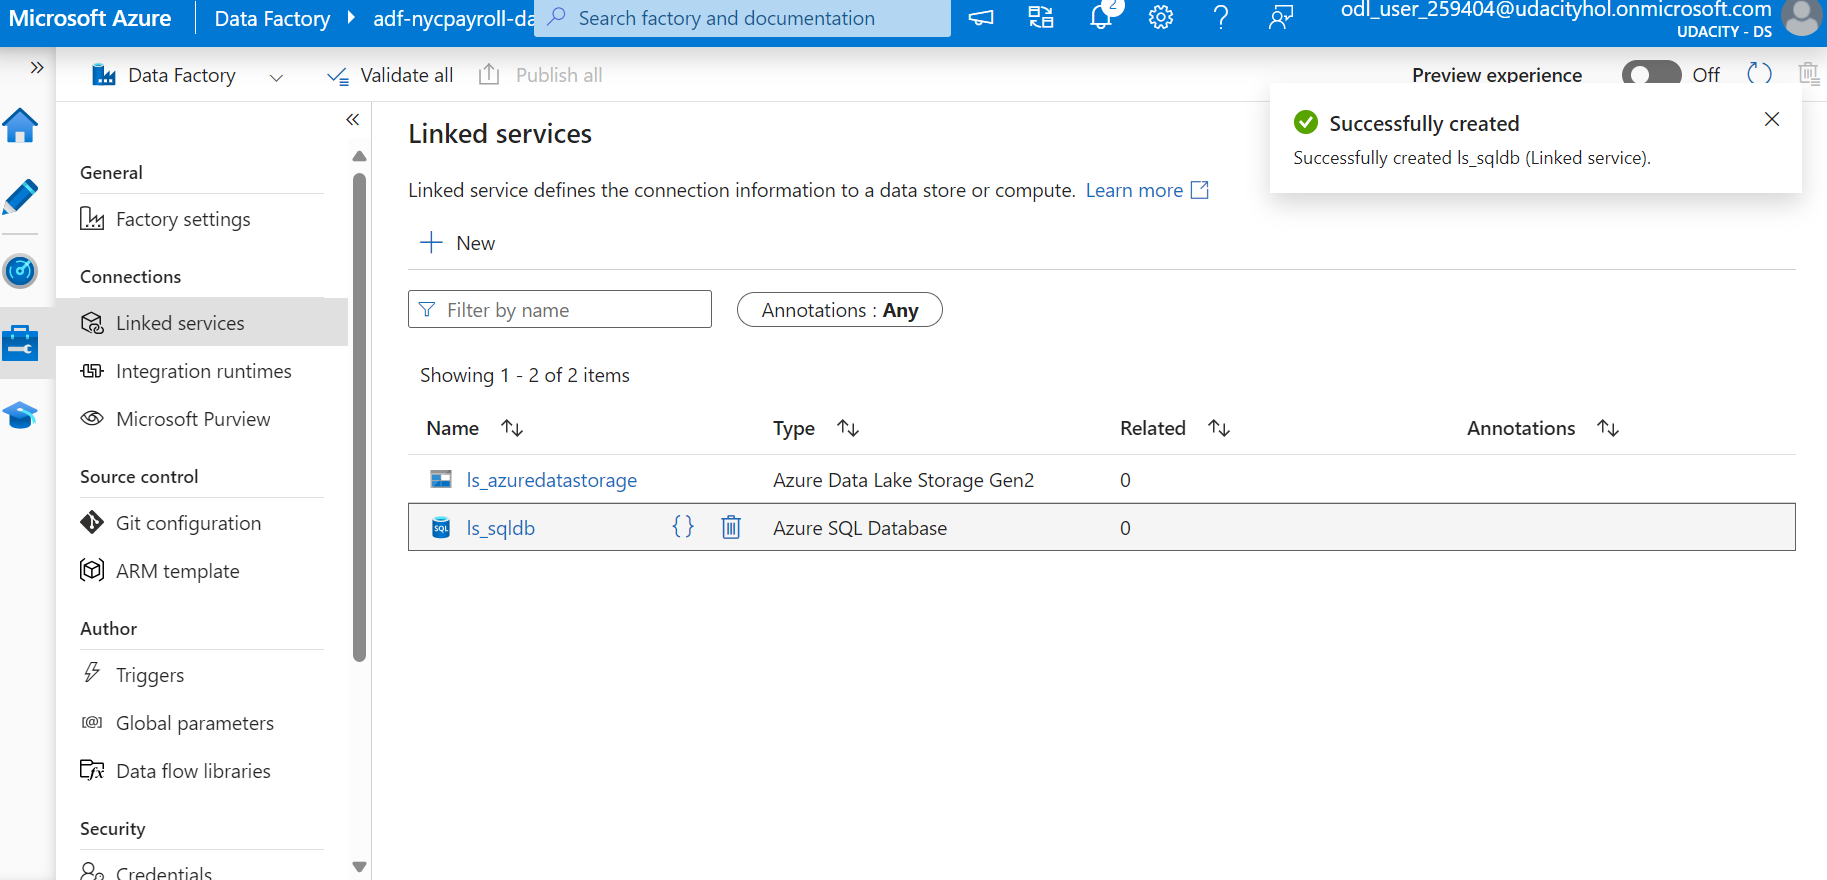 Microsoft Azure
Data Factory
adf-nycpayroll-da
Search factory and documentation
2
odl_user_259404@udacityhol.onmicrosoft.com
UDACITY - DS
Data Factory
Validate all
Publish all
Preview experience
Off
Successfully created
Successfully created ls_sqldb (Linked service).
General
Factory settings
Connections
Linked services
Integration runtimes
Microsoft Purview
Source control
Git configuration
ARM template
Author
Triggers
Global parameters
Data flow libraries
Security
Credentials
Linked services
Linked service defines the connection information to a data store or compute. Learn more
New
Filter by name
Annotations : Any
Showing 1 - 2 of 2 items
Name Type Related Annotations
ls_azuredatastorage Azure Data Lake Storage Gen2 0
SQL ls_sqldb {} Azure SQL Database 0